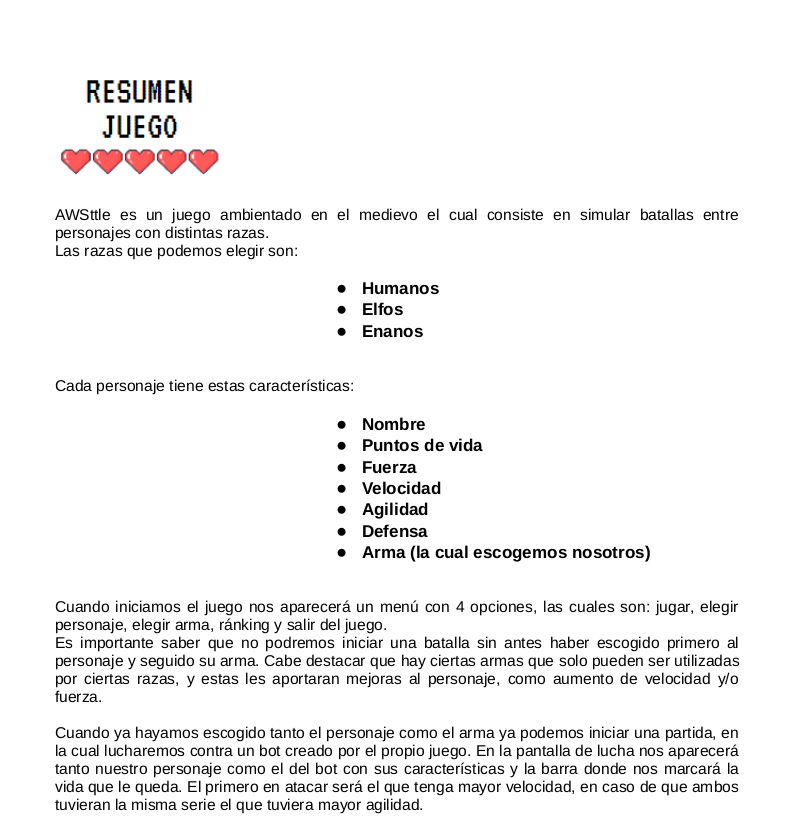 RESUMEN
JUEGO
AWSttle es un juego ambientado en el medievo el cual consiste en simular batallas entre
personajes con distintas razas.
Las razas que podemos elegir son:
● Humanos
● Elfos
● Enanos
Cada personaje tiene estas características:
● Nombre
● Puntos de vida
● Fuerza
● Velocidad
● Agilidad
● Defensa
● Arma (la cual escogemos nosotros)
Cuando iniciamos el juego nos aparecerá un menú con 4 opciones, las cuales son: jugar, elegir
personaje, elegir arma, ránking y salir del juego.
Es importante saber que no podremos iniciar una batalla sin antes haber escogido primero al
personaje y seguido su arma. Cabe destacar que hay ciertas armas que solo pueden ser utilizadas
por ciertas razas, y estas les aportaran mejoras al personaje, como aumento de velocidad y/o
fuerza.
Cuando ya hayamos escogido tanto el personaje como el arma ya podemos iniciar una partida, en
la cual lucharemos contra un bot creado por el propio juego. En la pantalla de lucha nos aparecerá
tanto nuestro personaje como el del bot con sus características y la barra donde nos marcará la
vida que le queda. El primero en atacar será el que tenga mayor velocidad, en caso de que ambos
tuvieran la misma serie el que tuviera mayor agilidad.